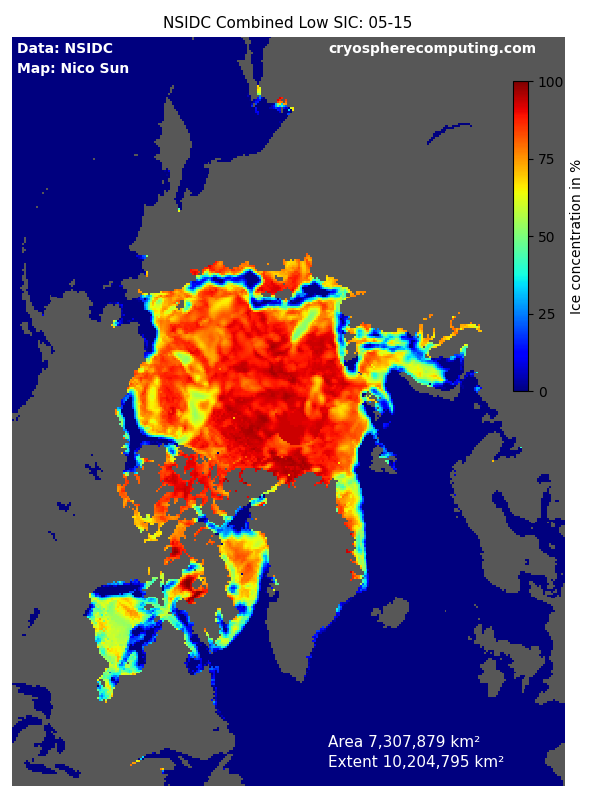 NSIDC Combined Low SIC: 05-15
Data: NSIDC
Map: Nico Sun
cryospherecomputing.com
100
75
50
25
0
Ice concentration in %
Area 7,307,879 km²
Extent 10,204,795 km²